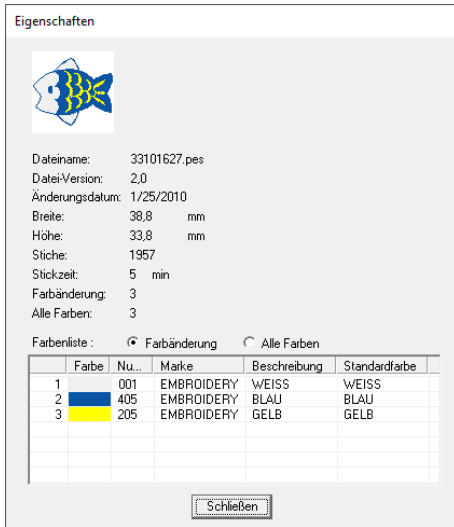 Eigenschaften
Dateiname: 33101627.pes
Datei-Version: 2,0
Änderungsdatum: 1/25/2010
Breite: 38,8 mm
Höhe: 33,8 mm
Stiche: 1957
Stickzeit: 5 min
Farbänderung: 3
Alle Farben: 3
Farbenliste : Farbänderung Alle Farben
Farbe Nu... Marke Beschreibung Standardfarbe
1 001 EMBROIDERY WEISS WEISS
2 405 EMBROIDERY BLAU BLAU
3 205 EMBROIDERY GELB GELB
Schließen